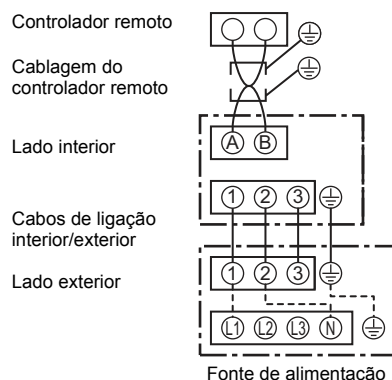 Controlador remoto
Cablagem do
controlador remoto
Lado interior
A B
1 2 3
Cabos de ligação
interior/exterior
Lado exterior
1 2 3
L1 L2 L3 N
Fonte de alimentação